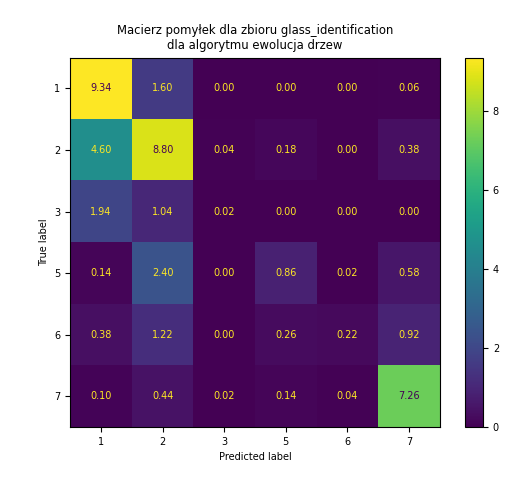 Macierz pomyłek dla zbioru glass_identification
dla algorytmu ewolucja drzew
1 9.34 1.60 0.00 0.00 0.00 0.06
2 4.60 8.80 0.04 0.18 0.00 0.38
3 1.94 1.04 0.02 0.00 0.00 0.00
5 0.14 2.40 0.00 0.86 0.02 0.58
6 0.38 1.22 0.00 0.26 0.22 0.92
7 0.10 0.44 0.02 0.14 0.04 7.26
1 2 3 5 6 7
Predicted label
True label
8
6
4
2
0